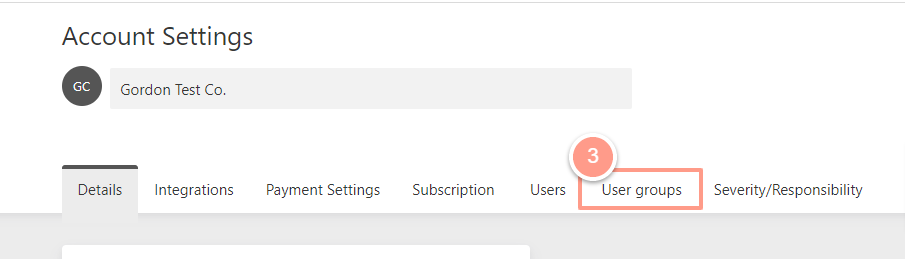 Account Settings
GC
Gordon Test Co.
3
Details Integrations Payment Settings Subscription Users User groups Severity/Responsibility